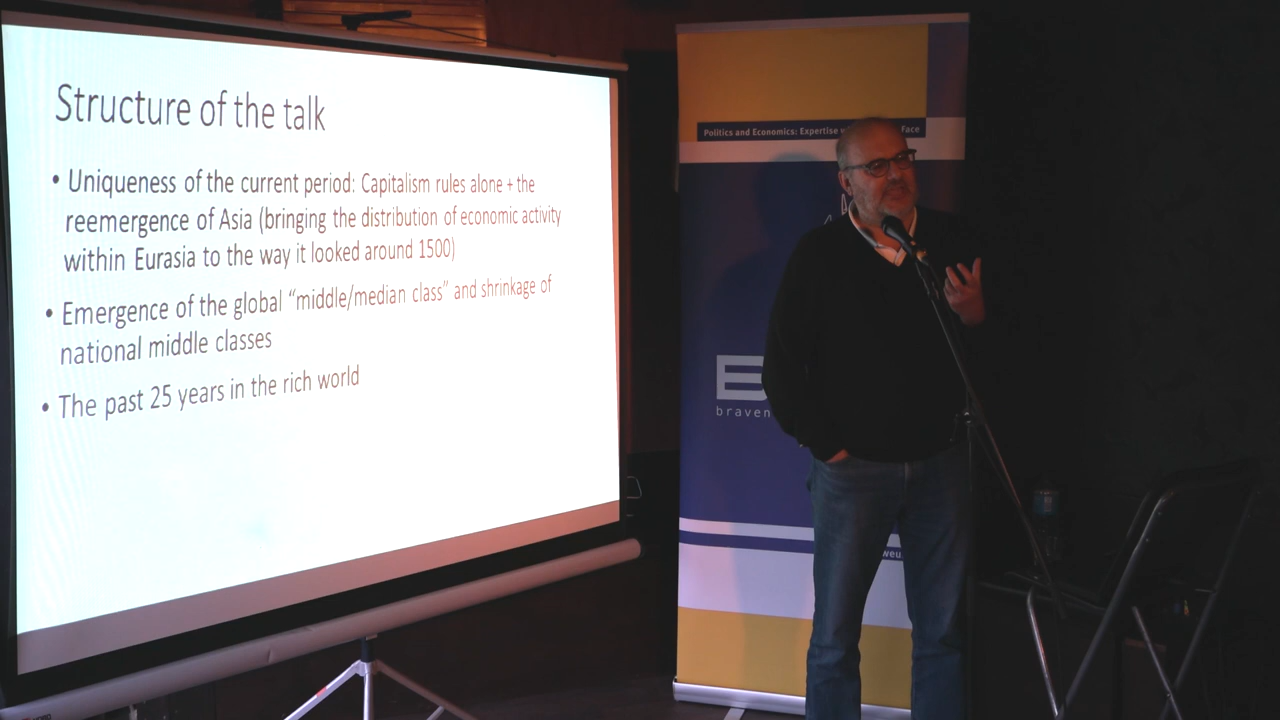 Structure of the talk
• Uniqueness of the current period: Capitalism rules alone + the
reemergence of Asia (bringing the distribution of economic activity
within Eurasia to the way it looked around 1500)
• Emergence of the global “middle/median class” and shrinkage of
national middle classes
• The past 25 years in the rich world
Politics and Economics: Expertise Face
braven
weu.